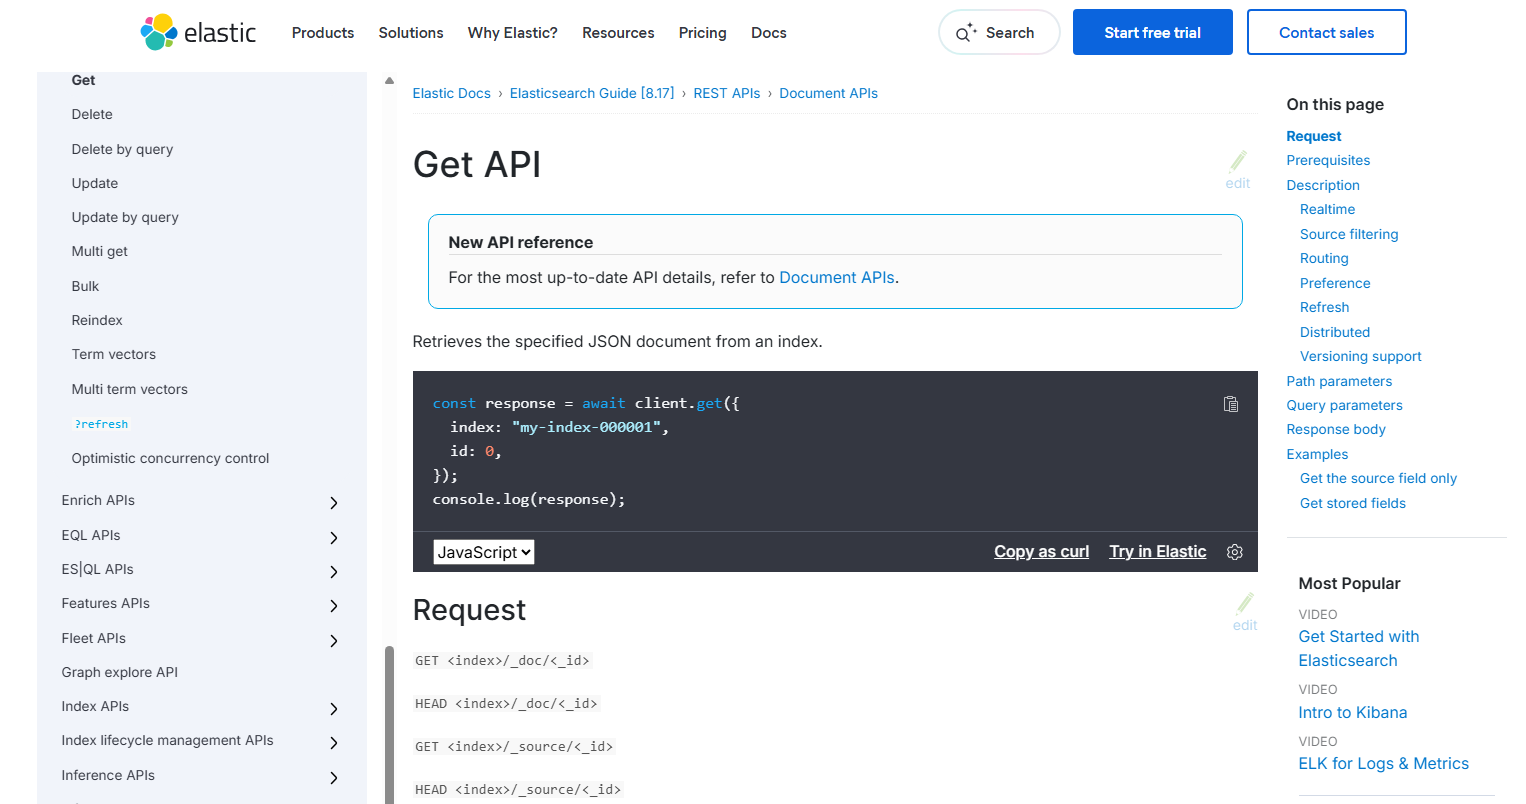 elastic
Products
Solutions
Why Elastic?
Resources
Pricing
Docs
Search
Start free trial
Contact sales
Get
Delete
Delete by query
Update
Update by query
Multi get
Bulk
Reindex
Term vectors
Multi term vectors
?refresh
Optimistic concurrency control
Enrich APIs
EQL APIs
ES|QL APIs
Features APIs
Fleet APIs
Graph explore API
Index APIs
Index lifecycle management APIs
Inference APIs
Elastic Docs › Elasticsearch Guide [8.17] › REST APIs › Document APIs
Get API
edit
New API reference
For the most up-to-date API details, refer to Document APIs.
Retrieves the specified JSON document from an index.
const response = await client.get({
  index: "my-index-000001",
  id: 0,
});
console.log(response);
JavaScript
Copy as curl
Try in Elastic
Request
edit
GET <index>/_doc/<_id>
HEAD <index>/_doc/<_id>
GET <index>/_source/<_id>
HEAD <index>/_source/<_id>
On this page
Request
Prerequisites
Description
Realtime
Source filtering
Routing
Preference
Refresh
Distributed
Versioning support
Path parameters
Query parameters
Response body
Examples
Get the source field only
Get stored fields
Most Popular
VIDEO
Get Started with
Elasticsearch
VIDEO
Intro to Kibana
VIDEO
ELK for Logs & Metrics